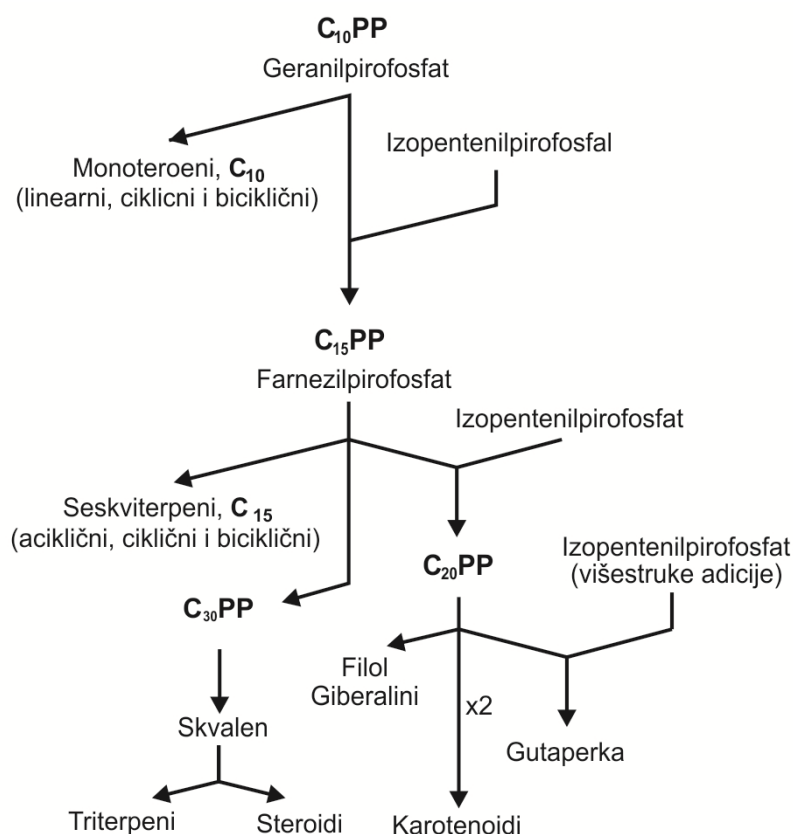 C₁₀PP
Geranilpirofosfat
Izopentenilpirofosfal
Monoteroeni, C₁₀
(linearni, ciklicni i biciklični)
C₁₅PP
Farnezilpirofosfat
Izopentenilpirofosfat
Seskviterpeni, C ₁₅
(aciklični, ciklični i biciklični)
Izopentenilpirofosfat
(višestruke adicije)
C₂₀PP
C₃₀PP
Filol
Giberalini
x2
Skvalen
Gutaperka
Triterpeni
Steroidi
Karotenoidi